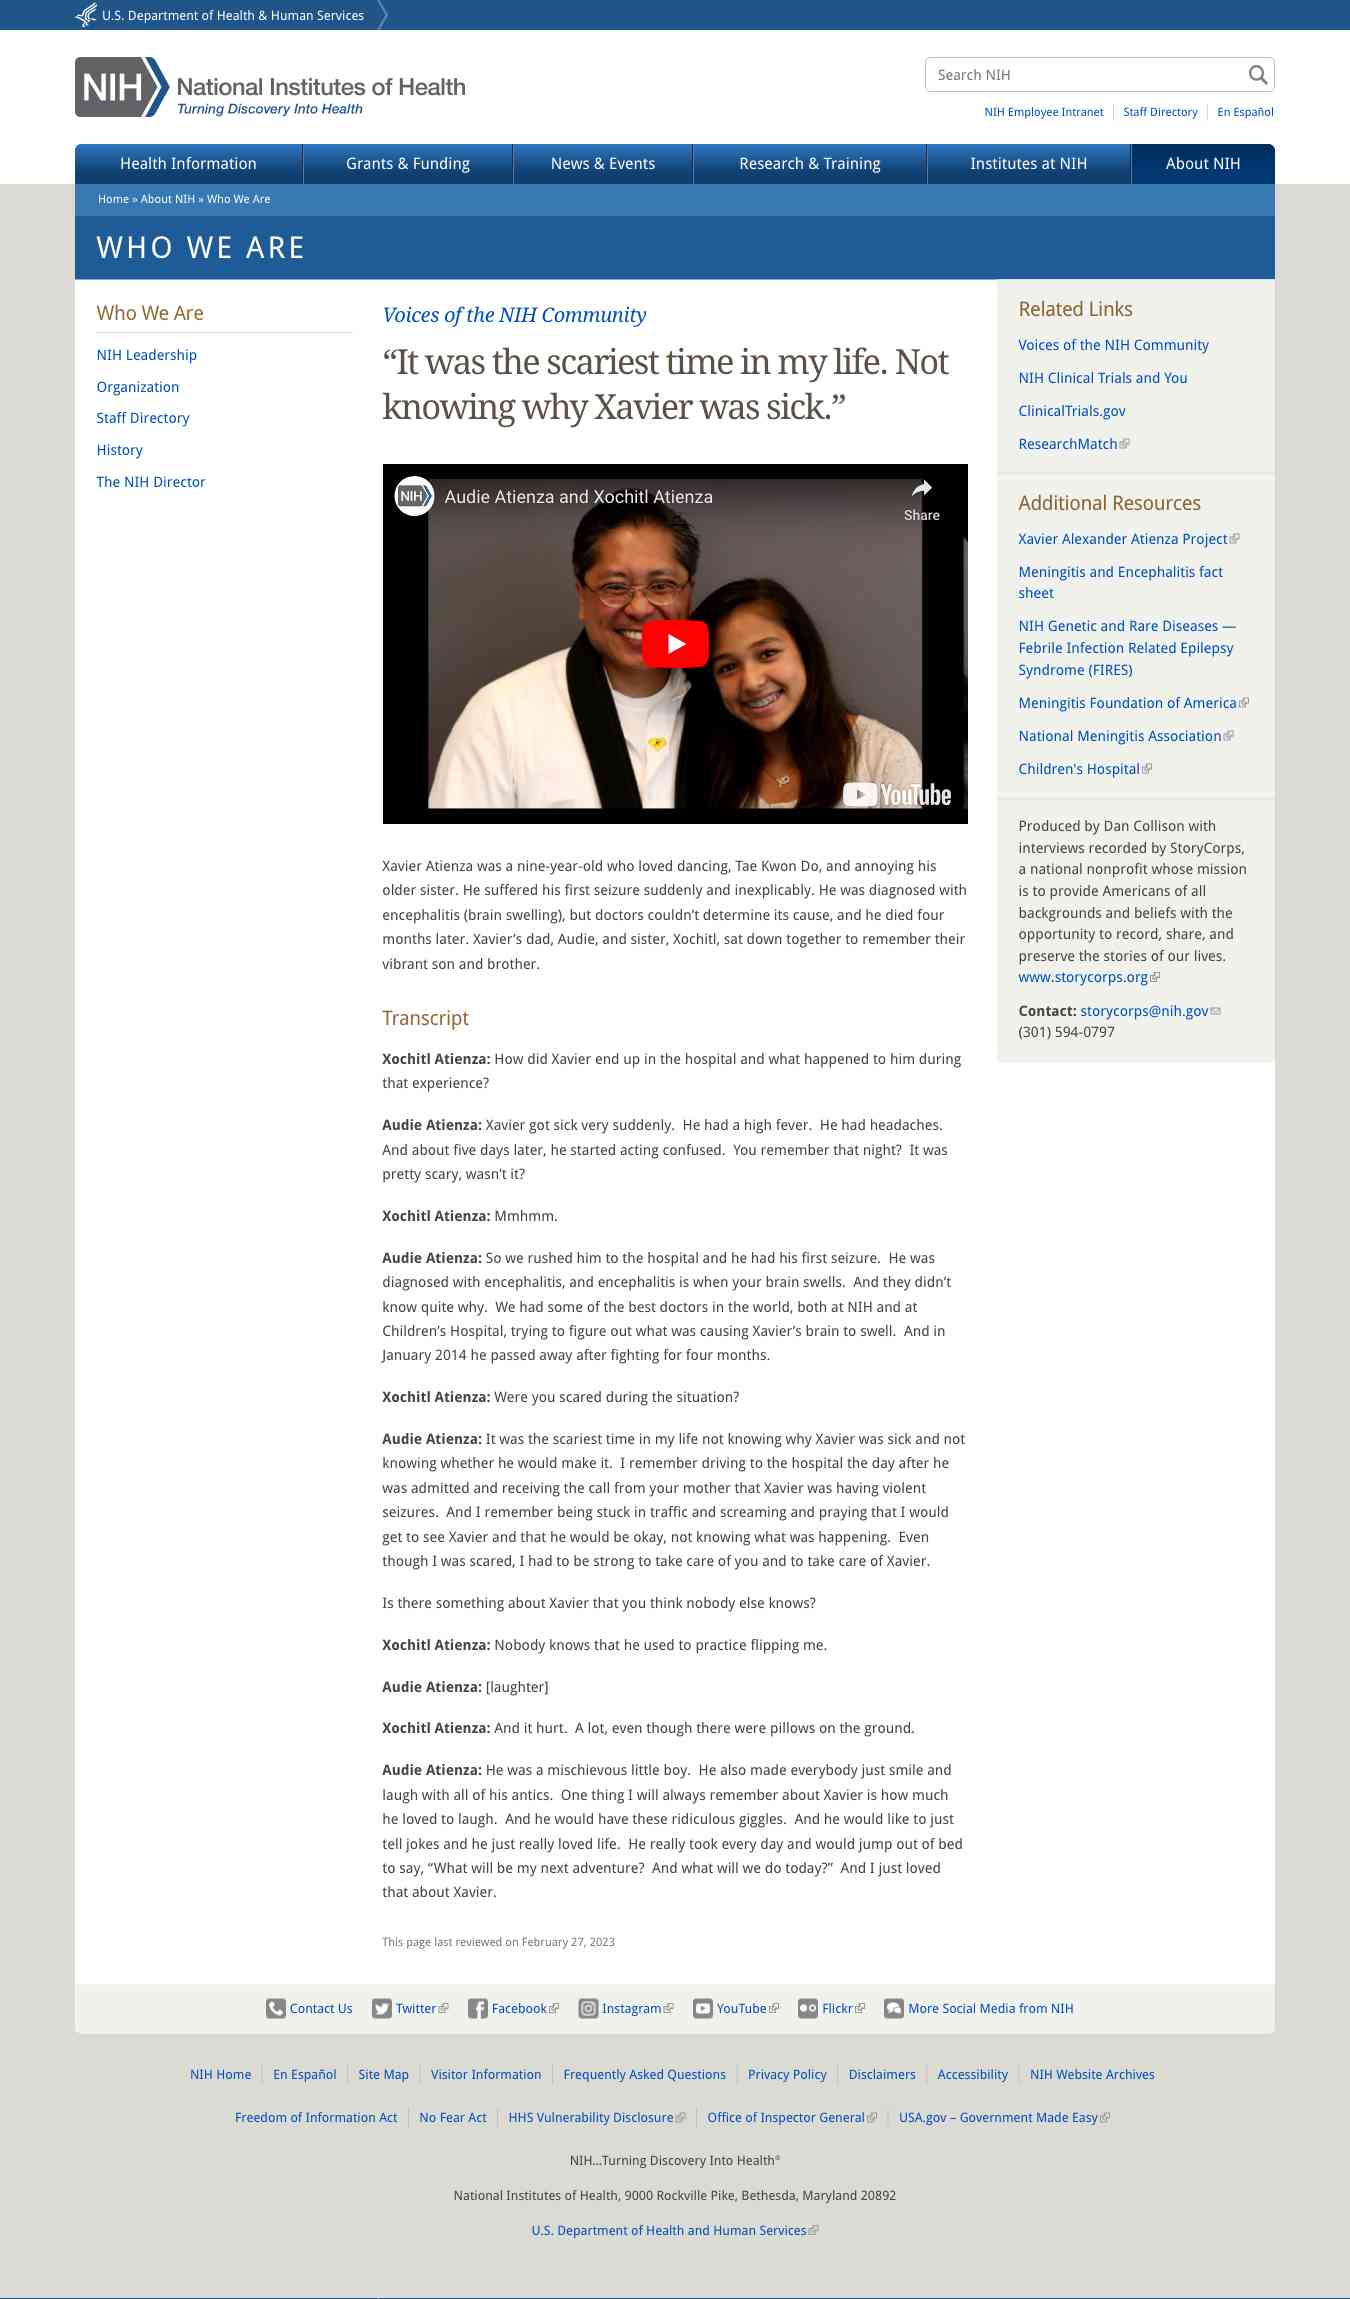 U.S. Department of Health & Human Services
NIH
National Institutes of Health
Turning Discovery Into Health
Search NIH
NIH Employee Intranet
Staff Directory
En Español
Health Information
Grants & Funding
News & Events
Research & Training
Institutes at NIH
About NIH
Home » About NIH » Who We Are
WHO WE ARE
Who We Are
NIH Leadership
Organization
Staff Directory
History
The NIH Director
Voices of the NIH Community
“It was the scariest time in my life. Not
knowing why Xavier was sick.”
NIH
Audie Atienza and Xochitl Atienza
Share
YouTube
Xavier Atienza was a nine-year-old who loved dancing, Tae Kwon Do, and annoying his
older sister. He suffered his first seizure suddenly and inexplicably. He was diagnosed with
encephalitis (brain swelling), but doctors couldn’t determine its cause, and he died four
months later. Xavier’s dad, Audie, and sister, Xochitl, sat down together to remember their
vibrant son and brother.
Transcript
Xochitl Atienza: How did Xavier end up in the hospital and what happened to him during
that experience?
Audie Atienza: Xavier got sick very suddenly.  He had a high fever.  He had headaches.
And about five days later, he started acting confused.  You remember that night?  It was
pretty scary, wasn’t it?
Xochitl Atienza: Mmhmm.
Audie Atienza: So we rushed him to the hospital and he had his first seizure.  He was
diagnosed with encephalitis, and encephalitis is when your brain swells.  And they didn’t
know quite why.  We had some of the best doctors in the world, both at NIH and at
Children’s Hospital, trying to figure out what was causing Xavier’s brain to swell.  And in
January 2014 he passed away after fighting for four months.
Xochitl Atienza: Were you scared during the situation?
Audie Atienza: It was the scariest time in my life not knowing why Xavier was sick and not
knowing whether he would make it.  I remember driving to the hospital the day after he
was admitted and receiving the call from your mother that Xavier was having violent
seizures.  And I remember being stuck in traffic and screaming and praying that I would
get to see Xavier and that he would be okay, not knowing what was happening.  Even
though I was scared, I had to be strong to take care of you and to take care of Xavier.
Is there something about Xavier that you think nobody else knows?
Xochitl Atienza: Nobody knows that he used to practice flipping me.
Audie Atienza: [laughter]
Xochitl Atienza: And it hurt.  A lot, even though there were pillows on the ground.
Audie Atienza: He was a mischievous little boy.  He also made everybody just smile and
laugh with all of his antics.  One thing I will always remember about Xavier is how much
he loved to laugh.  And he would have these ridiculous giggles.  And he would like to just
tell jokes and he just really loved life.  He really took every day and would jump out of bed
to say, “What will be my next adventure?  And what will we do today?”  And I just loved
that about Xavier.
This page last reviewed on February 27, 2023
Related Links
Voices of the NIH Community
NIH Clinical Trials and You
ClinicalTrials.gov
ResearchMatch
Additional Resources
Xavier Alexander Atienza Project
Meningitis and Encephalitis fact
sheet
NIH Genetic and Rare Diseases —
Febrile Infection Related Epilepsy
Syndrome (FIRES)
Meningitis Foundation of America
National Meningitis Association
Children's Hospital
Produced by Dan Collison with
interviews recorded by StoryCorps,
a national nonprofit whose mission
is to provide Americans of all
backgrounds and beliefs with the
opportunity to record, share, and
preserve the stories of our lives.
www.storycorps.org
Contact: storycorps@nih.gov
(301) 594-0797
Contact Us
Twitter
Facebook
Instagram
YouTube
Flickr
More Social Media from NIH
NIH Home
En Español
Site Map
Visitor Information
Frequently Asked Questions
Privacy Policy
Disclaimers
Accessibility
NIH Website Archives
Freedom of Information Act
No Fear Act
HHS Vulnerability Disclosure
Office of Inspector General
USA.gov – Government Made Easy
NIH…Turning Discovery Into Health®
National Institutes of Health, 9000 Rockville Pike, Bethesda, Maryland 20892
U.S. Department of Health and Human Services